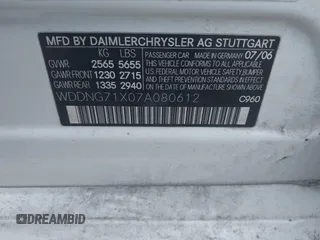 MFD BY DAIMLERCHRYSLER AG STUTTGART
KG LBS
GVWR 2565 5655
GAWR FRONT 1230 2715
GAWR REAR 1335 2940
PASSENGER CAR / MADE IN GERMANY 07/06
THIS VEHICLE CONFORMS TO ALL
APPLICABLE U.S. FEDERAL MOTOR
VEHICLE SAFETY, BUMPER AND
THEFT PREVENTION STANDARDS
IN EFFECT ON THE DATE OF
MANUFACTURE SHOWN ABOVE.
WDDNG71X07A080612
C960
DREAMBID